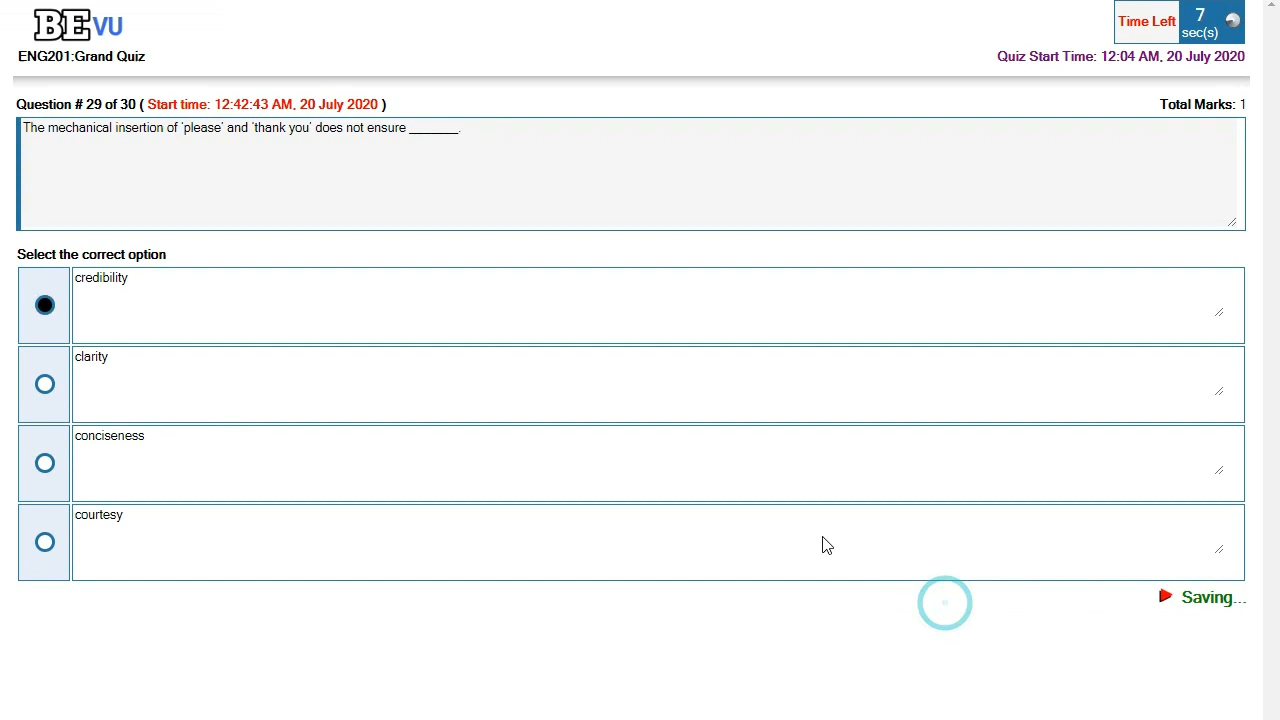 BEVU
Time Left 7 sec(s)
ENG201:Grand Quiz
Quiz Start Time: 12:04 AM, 20 July 2020
Question # 29 of 30 ( Start time: 12:42:43 AM, 20 July 2020 )
Total Marks: 1
The mechanical insertion of 'please' and 'thank you' does not ensure _______.
Select the correct option
credibility
clarity
conciseness
courtesy
Saving...